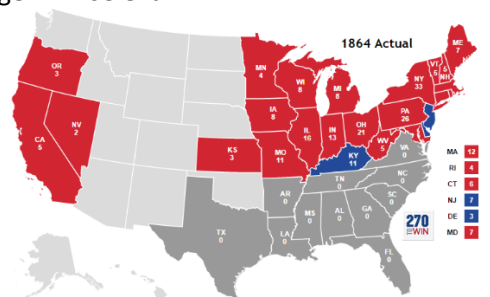 1864 Actual
OR
3
CA
5
NV
2
MN
4
WI
8
MI
8
IA
8
IL
16
IN
13
OH
21
KS
3
MO
11
KY
11
WV
5
PA
26
NY
33
VT
5
NH
5
ME
7
VA
0
TN
0
NC
0
SC
0
AR
0
MS
0
AL
0
GA
0
TX
0
LA
0
FL
0
MA 12
RI 4
CT 6
NJ 7
DE 3
MD 7
270
WIN